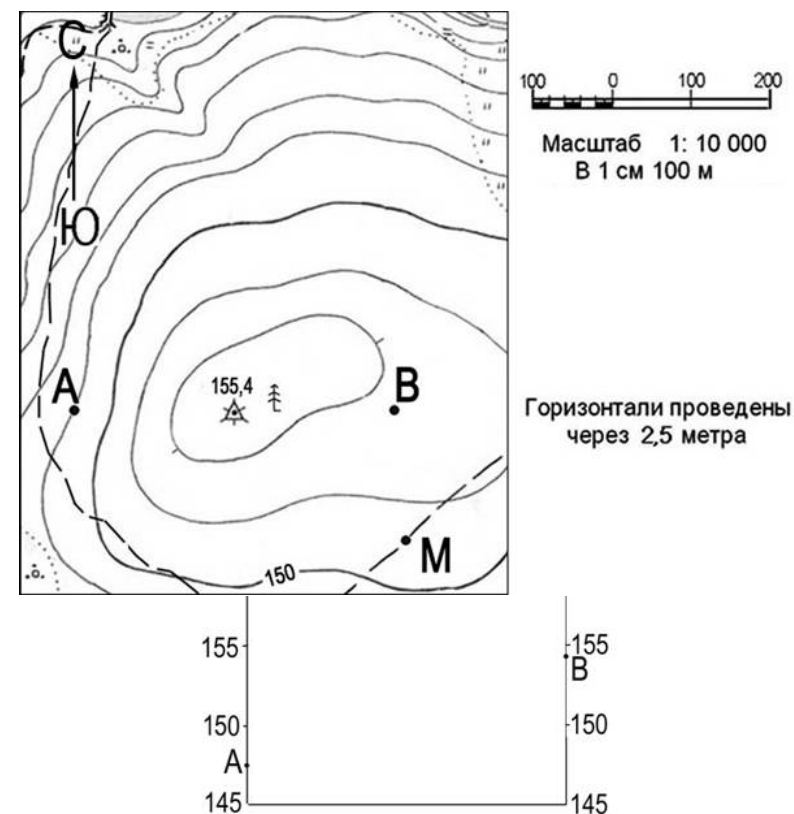 С
Ю
А
155,4
В
М
150
100 0 100 200
Масштаб 1: 10 000
В 1 см 100 м
Горизонтали проведены
через 2,5 метра
155
155
В
150
150
А
145
145